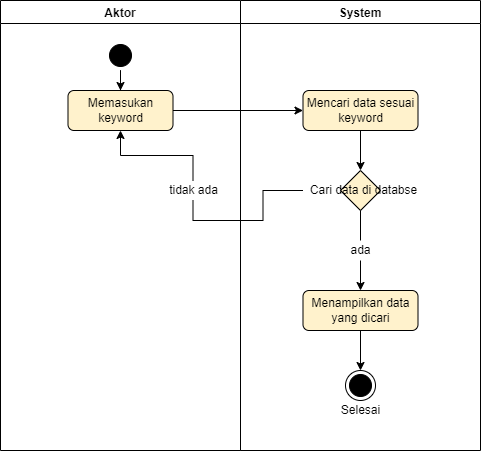 Aktor
System
Memasukan
keyword
Mencari data sesuai
keyword
tidak ada
Cari data di databse
ada
Menampilkan data
yang dicari
Selesai